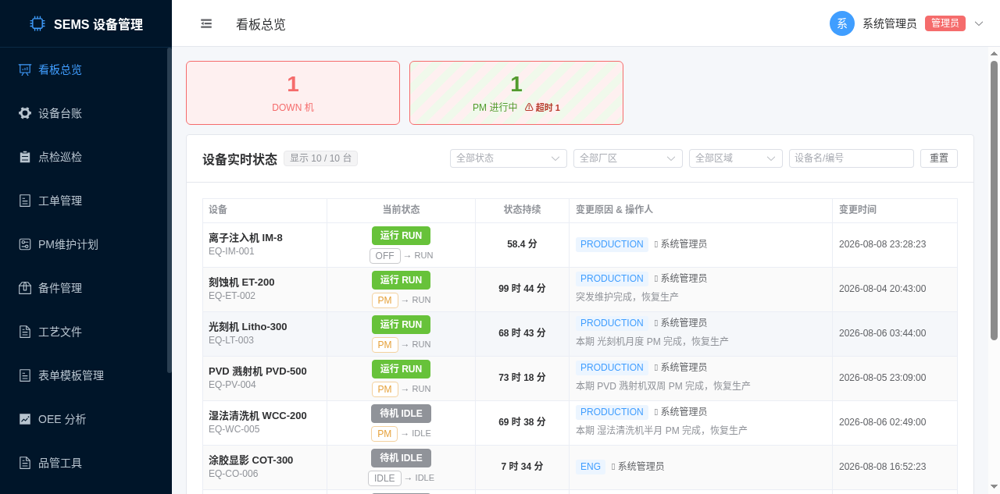 SEMS 设备管理
看板总览
设备台账
点检巡检
工单管理
PM维护计划
备件管理
工艺文件
表单模板管理
OEE 分析
品管工具
看板总览
系 系统管理员 管理员
1
DOWN 机
1
PM 进行中 超时 1
设备实时状态 显示 10 / 10 台 全部状态 全部厂区 全部区域 设备名/编号 重置
设备 当前状态 状态持续 变更原因 & 操作人 变更时间
离子注入机 IM-8
EQ-IM-001
运行 RUN
OFF → RUN
58.4 分
PRODUCTION 系统管理员
2026-08-08 23:28:23
刻蚀机 ET-200
EQ-ET-002
运行 RUN
PM → RUN
99 时 44 分
PRODUCTION 系统管理员
突发维护完成，恢复生产
2026-08-04 20:43:00
光刻机 Litho-300
EQ-LT-003
运行 RUN
PM → RUN
68 时 43 分
PRODUCTION 系统管理员
本期 光刻机月度 PM 完成，恢复生产
2026-08-06 03:44:00
PVD 溅射机 PVD-500
EQ-PV-004
运行 RUN
PM → RUN
73 时 18 分
PRODUCTION 系统管理员
本期 PVD 溅射机双周 PM 完成，恢复生产
2026-08-05 23:09:00
湿法清洗机 WCC-200
EQ-WC-005
待机 IDLE
PM → IDLE
69 时 38 分
PRODUCTION 系统管理员
本期 湿法清洗机半月 PM 完成，恢复生产
2026-08-06 02:49:00
涂胶显影 COT-300
EQ-CO-006
待机 IDLE
IDLE → IDLE
7 时 34 分
ENG 系统管理员
2026-08-08 16:52:23